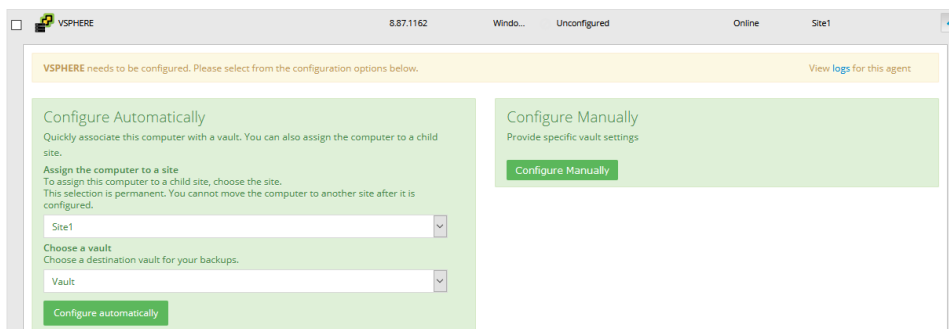 VSPHERE 8.87.1162 Windo... Unconfigured Online Site1
VSPHERE needs to be configured. Please select from the configuration options below. View logs for this agent
Configure Automatically
Quickly associate this computer with a vault. You can also assign the computer to a child
site.
Assign the computer to a site
To assign this computer to a child site, choose the site.
This selection is permanent. You cannot move the computer to another site after it is
configured.
Site1
Choose a vault
Choose a destination vault for your backups.
Vault
Configure automatically
Configure Manually
Provide specific vault settings
Configure Manually